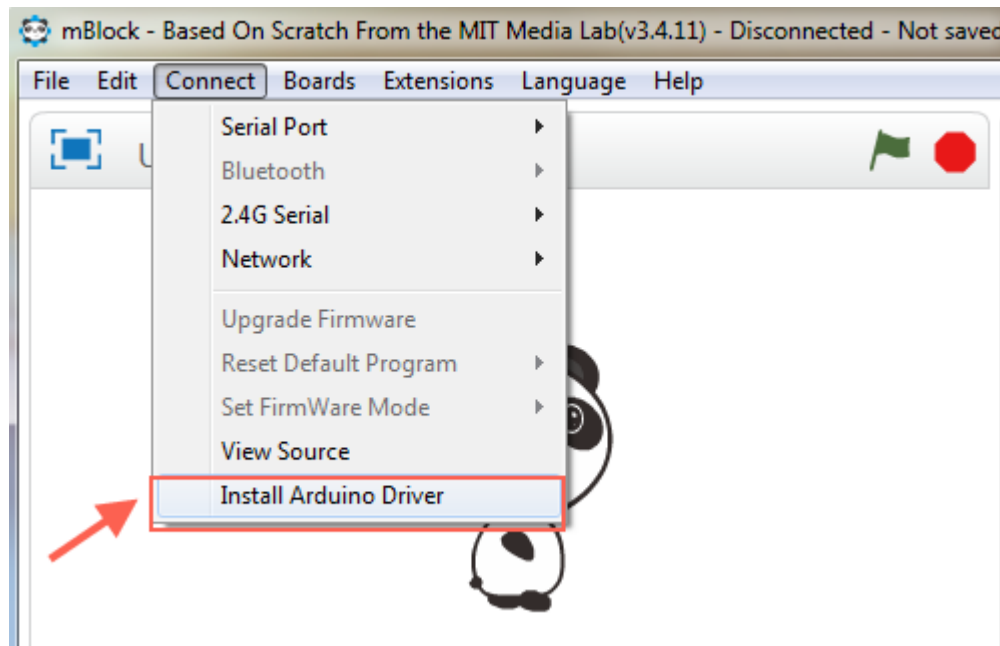 mBlock - Based On Scratch From the MIT Media Lab(v3.4.11) - Disconnected - Not saved
File Edit Connect Boards Extensions Language Help
U
Serial Port
Bluetooth
2.4G Serial
Network
Upgrade Firmware
Reset Default Program
Set FirmWare Mode
View Source
Install Arduino Driver